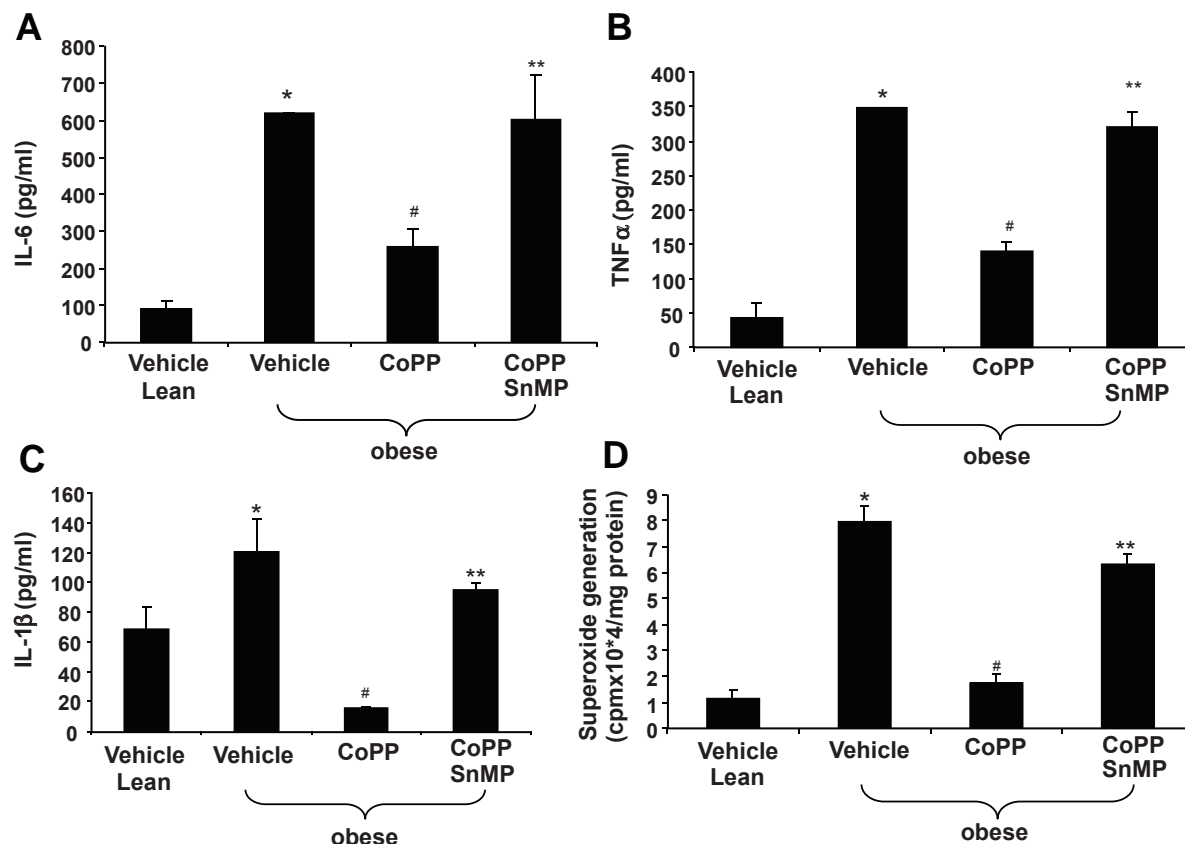 A
IL-6 (pg/ml)
800
700
600
500
400
300
200
100
0
*
#
**
Vehicle
Lean
Vehicle
CoPP
CoPP
SnMP
obese
B
TNFα (pg/ml)
400
350
300
250
200
150
100
50
0
*
#
**
Vehicle
Lean
Vehicle
CoPP
CoPP
SnMP
obese
C
IL-1β (pg/ml)
160
140
120
100
80
60
40
20
0
*
#
**
Vehicle
Lean
Vehicle
CoPP
CoPP
SnMP
obese
D
Superoxide generation
(cpmx10*4/mg protein)
9
8
7
6
5
4
3
2
1
0
*
#
**
Vehicle
Lean
Vehicle
CoPP
CoPP
SnMP
obese